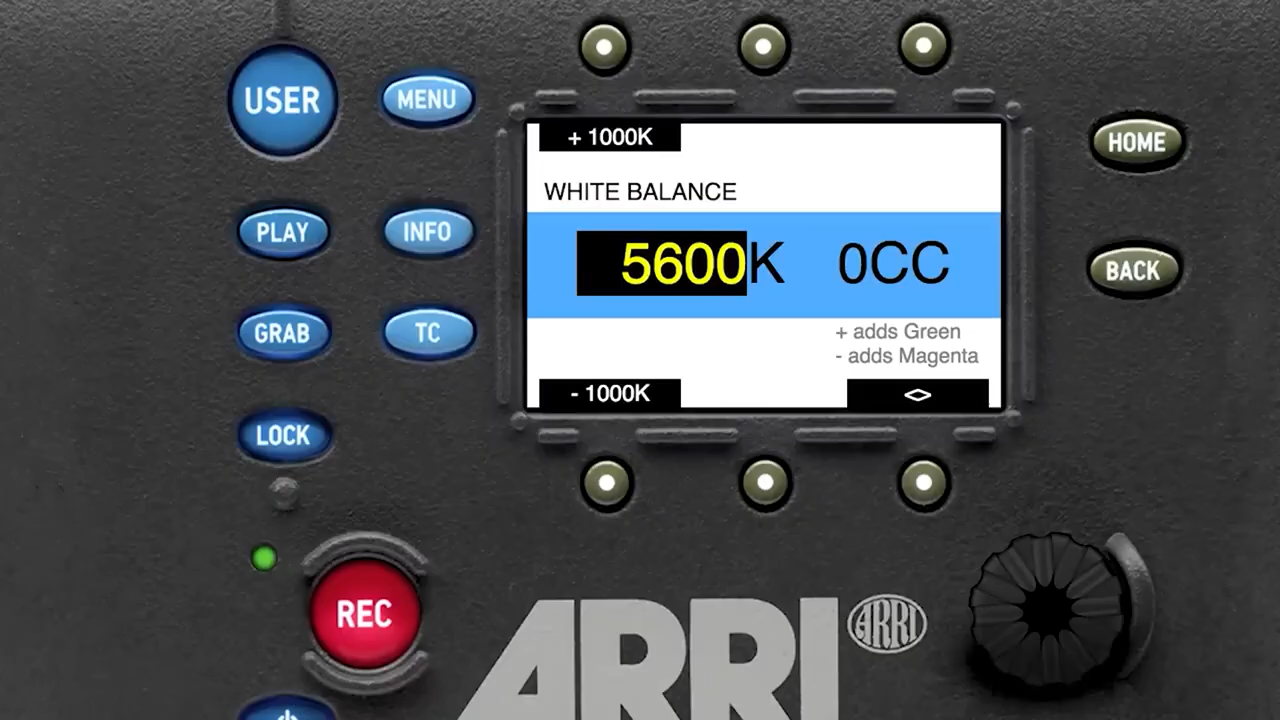 USER
MENU
PLAY
INFO
GRAB
TC
LOCK
REC
+ 1000K
WHITE BALANCE
5600K 0CC
+ adds Green
- adds Magenta
- 1000K
<>
HOME
BACK
ARRI
ARRI